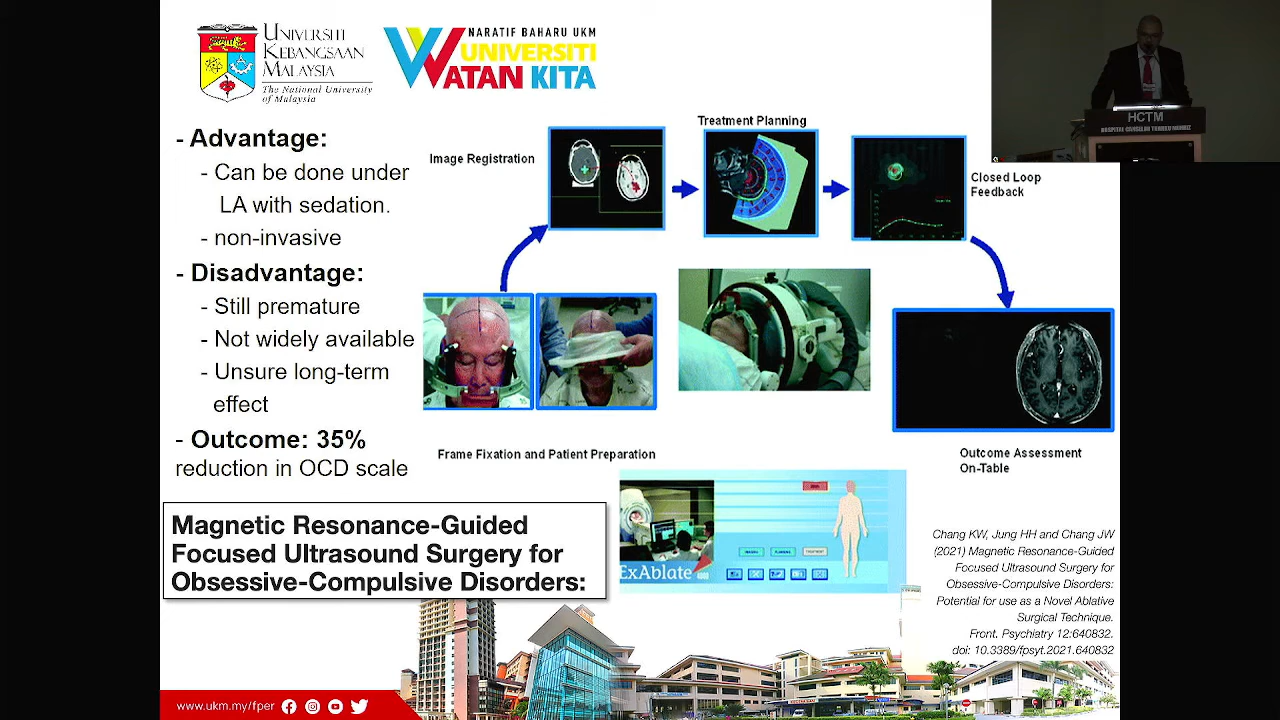 UNIVERSITI
KEBANGSAAN
MALAYSIA
The National University
of Malaysia
NARATIF BAHARU UKM
UNIVERSITI
WATAN KITA
HCTM
- Advantage:
- Can be done under
LA with sedation.
- non-invasive
- Disadvantage:
- Still premature
- Not widely available
- Unsure long-term
effect
- Outcome: 35%
reduction in OCD scale
Image Registration
Treatment Planning
Closed Loop
Feedback
Frame Fixation and Patient Preparation
Outcome Assessment
On-Table
ExAblate
Magnetic Resonance-Guided
Focused Ultrasound Surgery for
Obsessive-Compulsive Disorders:
Chang KW, Jung HH and Chang JW
(2021) Magnetic Resonance-Guided
Focused Ultrasound Surgery for
Obsessive-Compulsive Disorders:
Potential for use as a Novel Ablative
Surgical Technique.
Front. Psychiatry 12:640832.
doi: 10.3389/fpsyt.2021.640832
www.ukm.my/fper